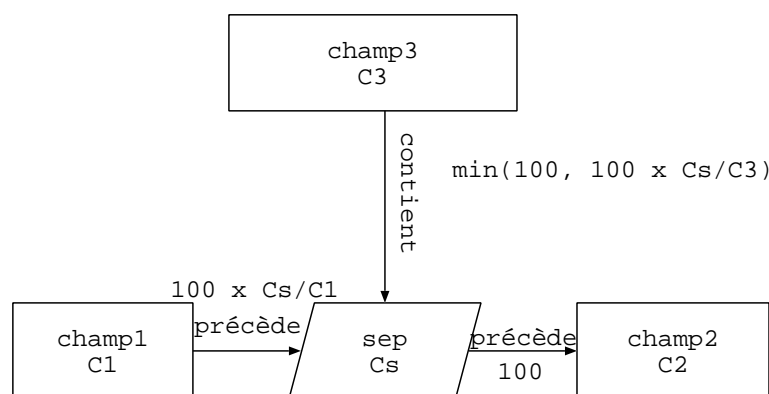 champ3
C3
contient
min(100, 100 x Cs/C3)
100 x Cs/C1
champ1
C1
précède
sep
Cs
précède
100
champ2
C2